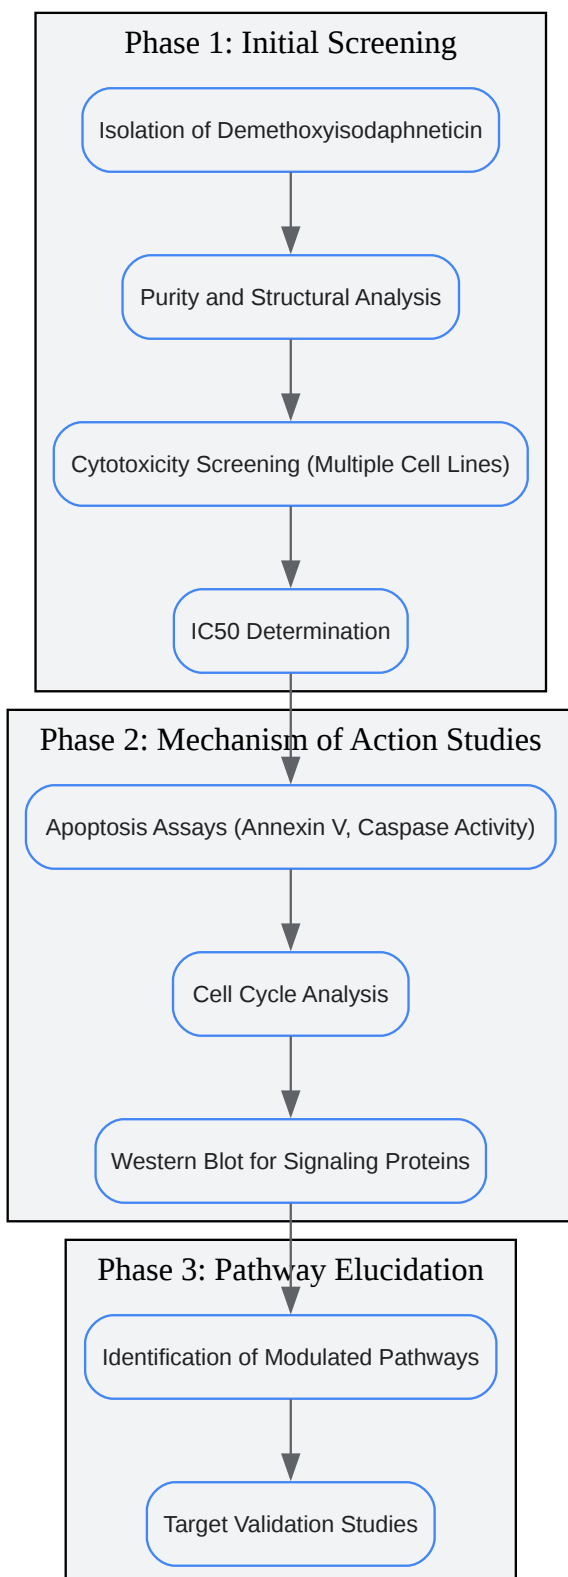 Phase 1: Initial Screening
Isolation of Demethoxyisodaphneticin
Purity and Structural Analysis
Cytotoxicity Screening (Multiple Cell Lines)
IC50 Determination
Phase 2: Mechanism of Action Studies
Apoptosis Assays (Annexin V, Caspase Activity)
Cell Cycle Analysis
Western Blot for Signaling Proteins
Phase 3: Pathway Elucidation
Identification of Modulated Pathways
Target Validation Studies